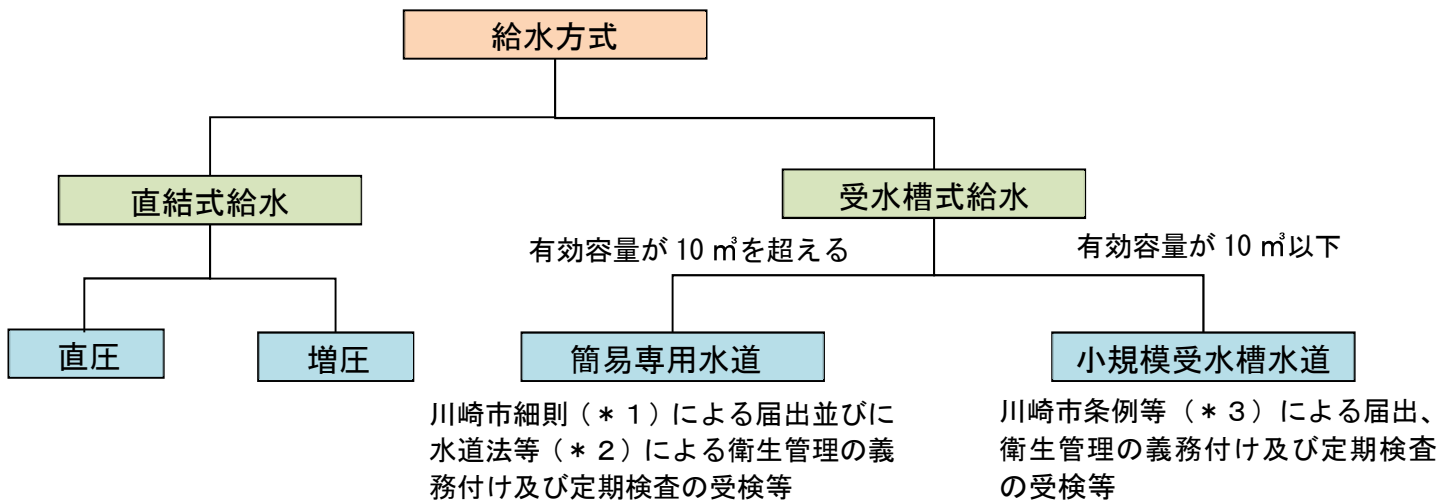 給水方式
直結式給水
受水槽式給水
有効容量が 10 ㎥を超える
有効容量が 10 ㎥以下
直圧
増圧
簡易専用水道
小規模受水槽水道
川崎市細則(*1)による届出並びに
水道法等(*2)による衛生管理の義
務付け及び定期検査の受検等
川崎市条例等(*3)による届出、
衛生管理の義務付け及び定期検査
の受検等